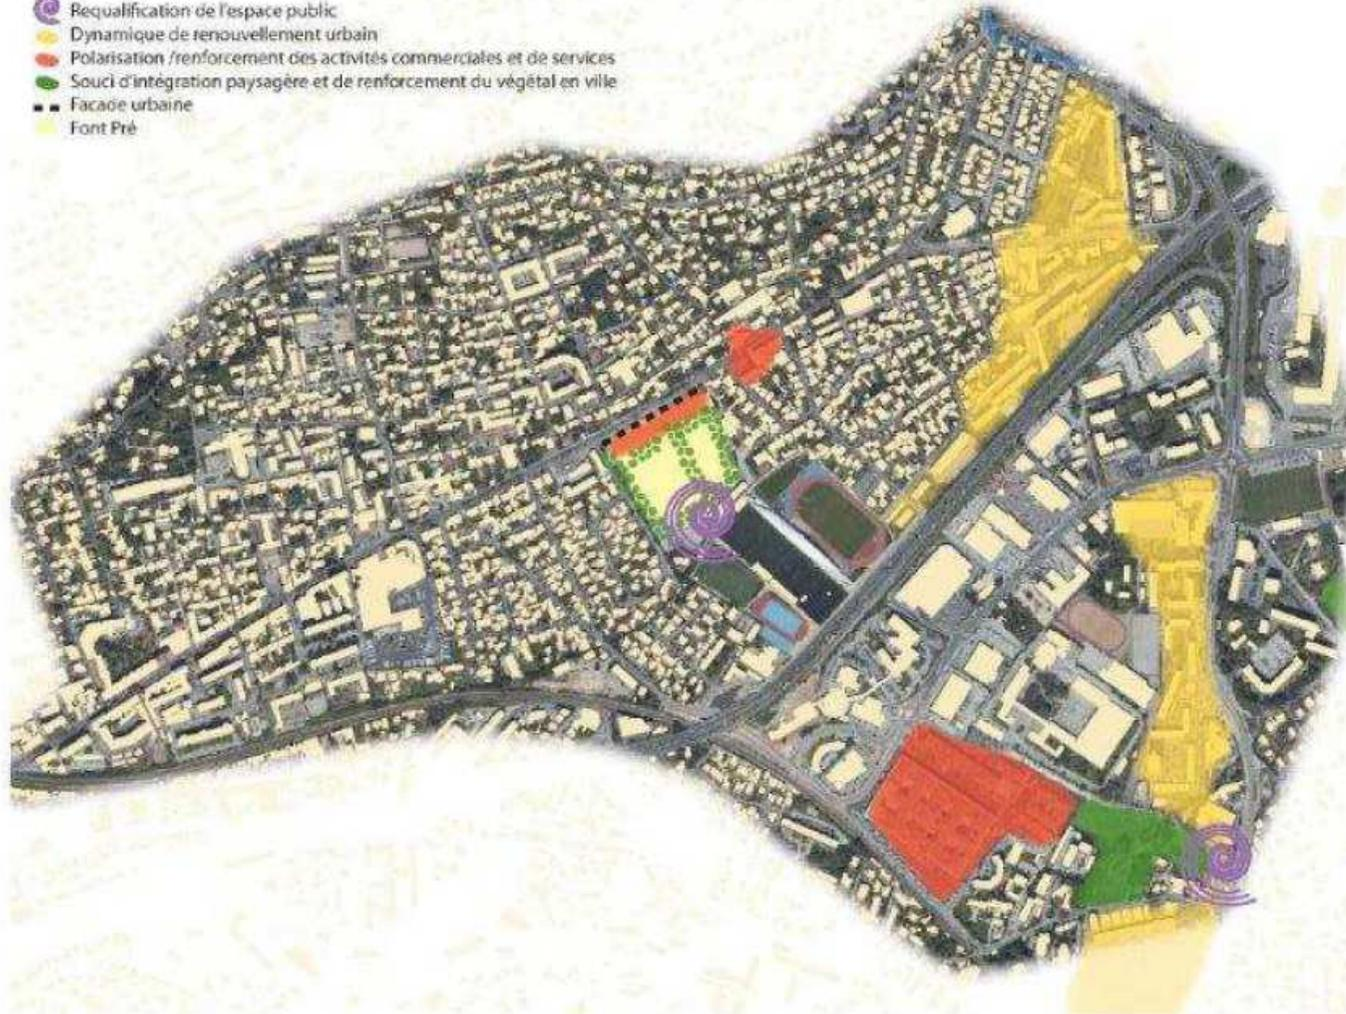 Requalification de l'espace public
Dynamique de renouvellement urbain
Polarisation /renforcement des activités commerciales et de services
Souci d'intégration paysagère et de renforcement du végétal en ville
Facade urbaine
Font Pré